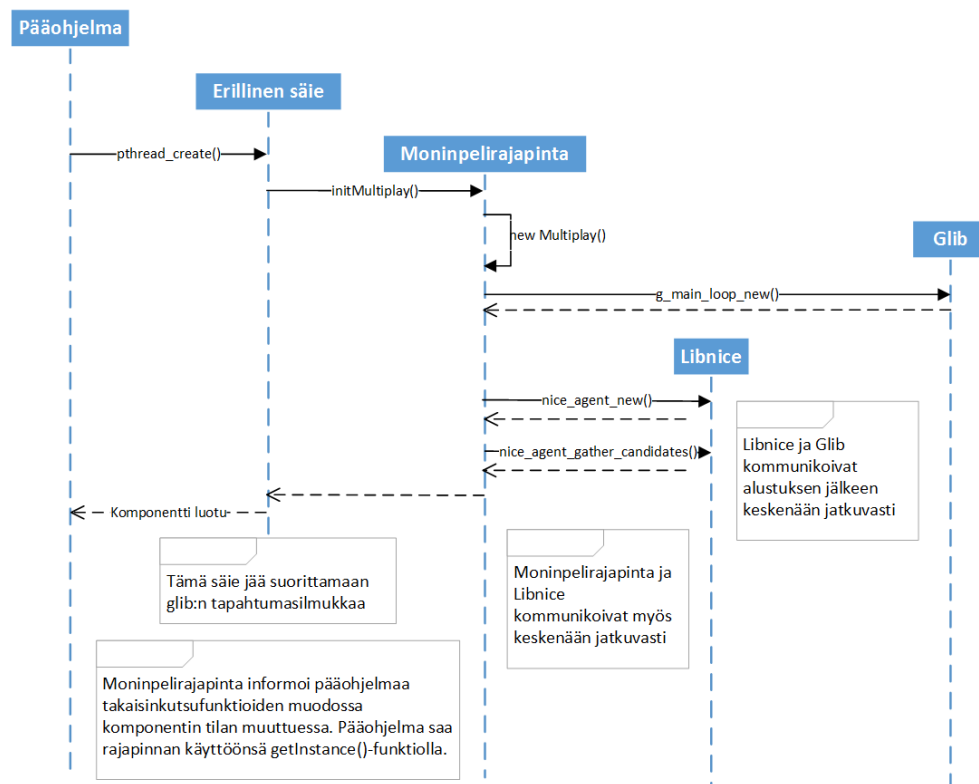 Pääohjelma
Erillinen säie
pthread_create()
Moninpelirajapinta
initMultiplay()
new Multiplay()
Glib
g_main_loop_new()
Libnice
nice_agent_new()
nice_agent_gather_candidates()
Libnice ja Glib
kommunikoivat
alustuksen jälkeen
keskenään jatkuvasti
Komponentti luotu
Tämä säie jää suorittamaan
glib:n tapahtumasilmukkaa
Moninpelirajapinta ja
Libnice
kommunikoivat myös
keskenään jatkuvasti
Moninpelirajapinta informoi pääohjelmaa
takaisinkutsufunktioiden muodossa
komponentin tilan muuttuessa. Pääohjelma saa
rajapinnan käyttöönsä getInstance()-funktiolla.